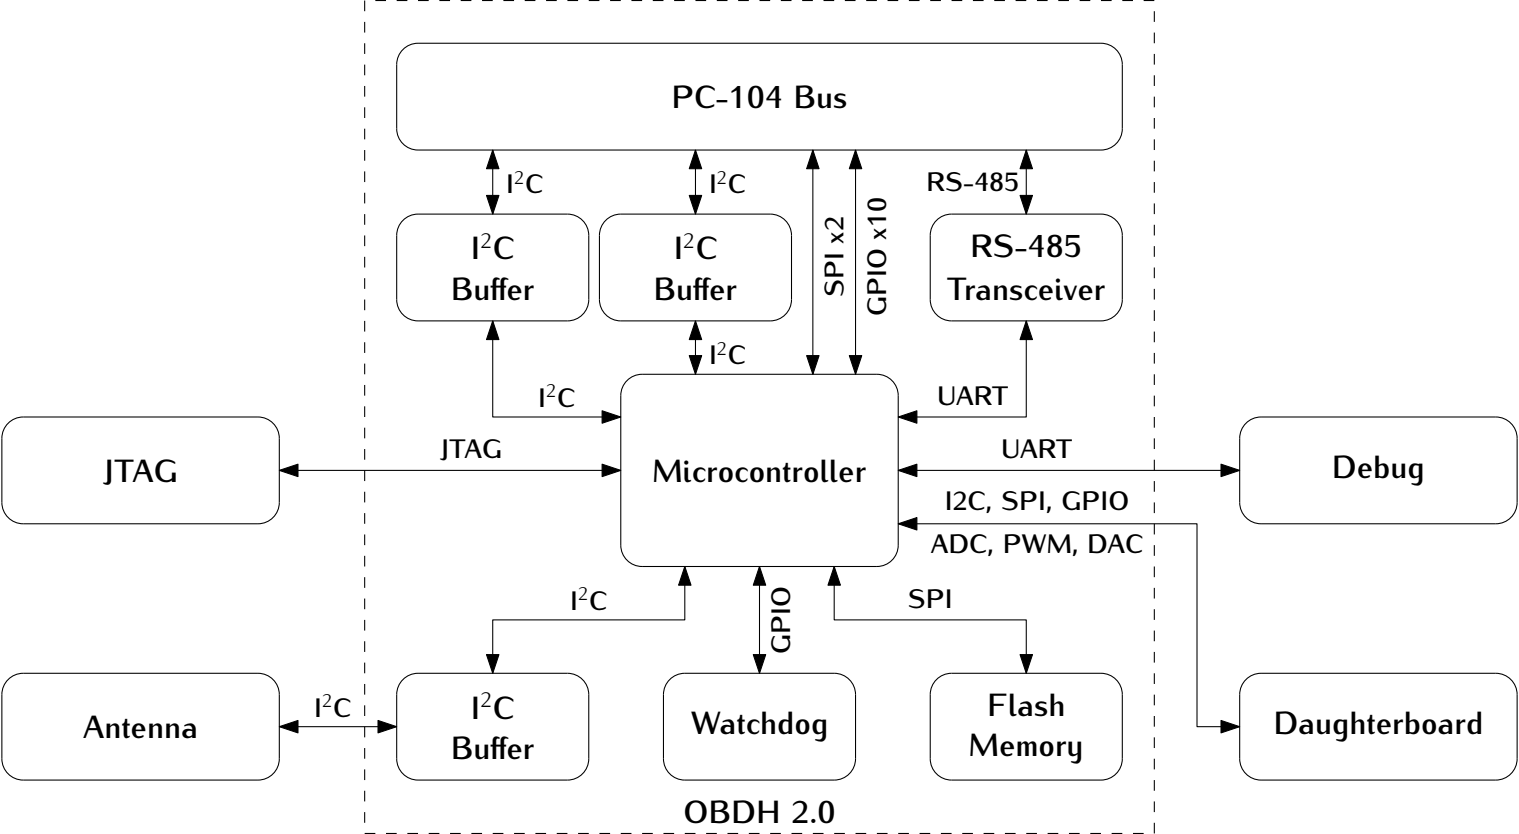 PC-104 Bus
I²C
I²C
RS-485
I²C
Buffer
I²C
Buffer
SPI x2
GPIO x10
RS-485
Transceiver
I²C
I²C
UART
JTAG
JTAG
Microcontroller
UART
Debug
I2C, SPI, GPIO
ADC, PWM, DAC
I²C
GPIO
SPI
Antenna
I²C
I²C
Buffer
Watchdog
Flash
Memory
Daughterboard
OBDH 2.0